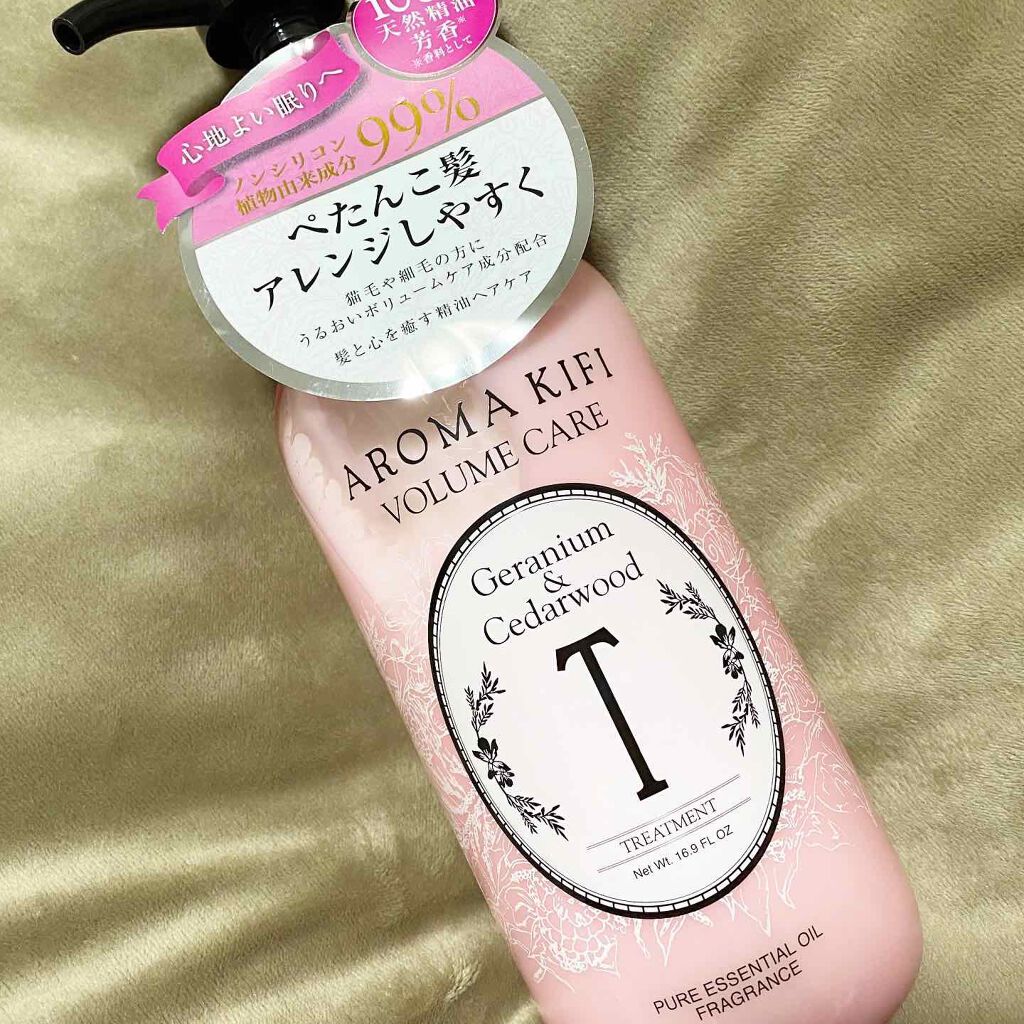 天然精油
芳香※
※香料として
心地よい眠りへ
ノンシリコン
植物由来成分 99%
ぺたんこ髪
アレンジしやすく
猫毛や細毛の方に
うるおいボリュームケア成分配合
髪と心を癒す精油ヘアケア
AROMA KIFI
VOLUME CARE
Geranium
&
Cedarwood
T
TREATMENT
Net Wt. 16.9 FL OZ
PURE ESSENTIAL OIL
FRAGRANCE